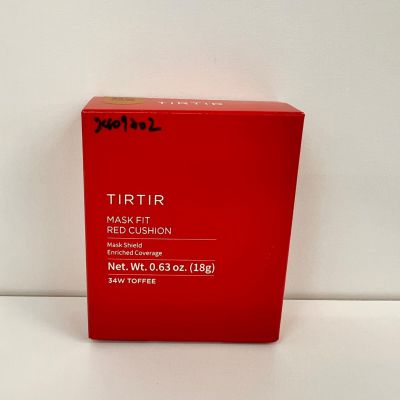 TIRTIR
TIRTIR
MASK FIT
RED CUSHION
Mask Shield
Enriched Coverage
Net. Wt. 0.63 oz. (18g)
34W TOFFEE